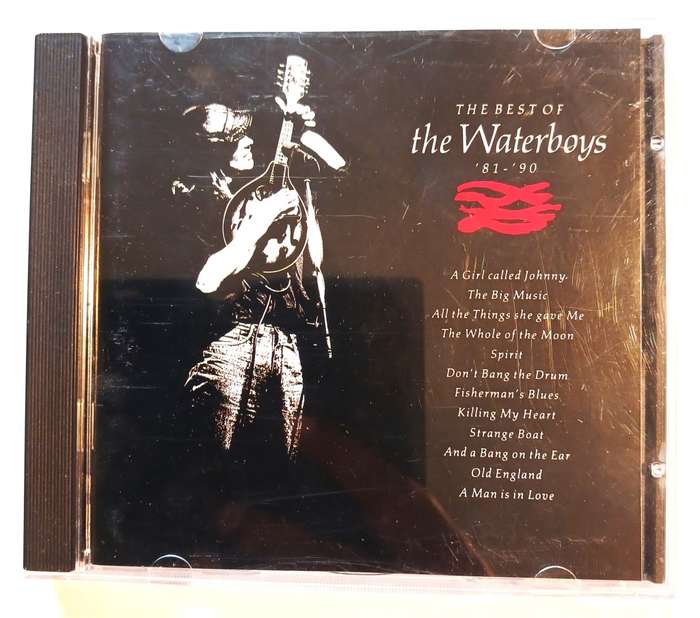 THE BEST OF
the Waterboys
'81-'90
A Girl called Johnny
The Big Music
All the Things she gave Me
The Whole of the Moon
Spirit
Don't Bang the Drum
Fisherman's Blues
Killing My Heart
Strange Boat
And a Bang on the Ear
Old England
A Man is in Love